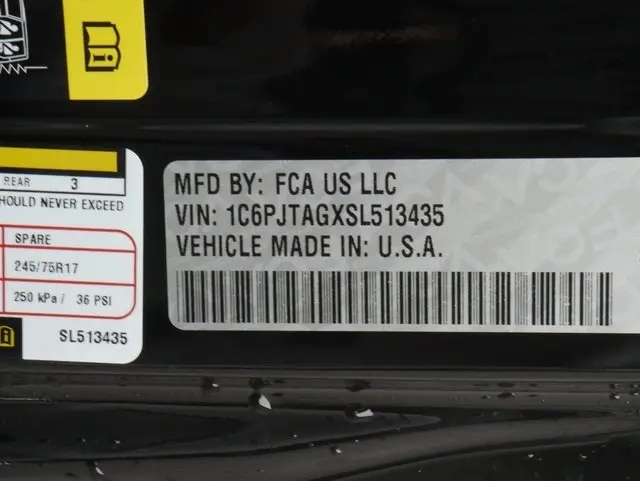 REAR 3
HOULD NEVER EXCEED
SPARE
245/75R17
250 kPa / 36 PSI
SL513435
MFD BY: FCA US LLC
VIN: 1C6PJTAGXSL513435
VEHICLE MADE IN: U.S.A.